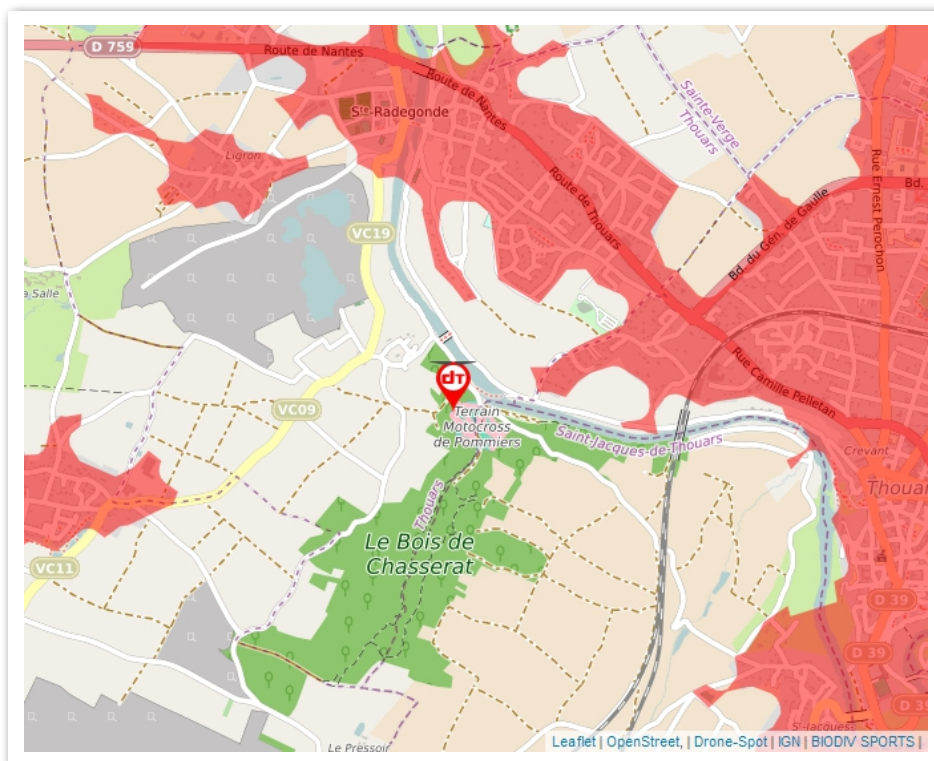 D 759
Route de Nantes
Route de Nantes
Sainte-Verge
Thouars
Ste-Radegonde
Ligron
Route de Thouars
Rue Ernest Perochon
Bd. du Gén. de Gaulle
Bd.
VC19
a Salle
Rue Camille Pelletan
dT
VC09
Terrain
Motocross
de Pommiers
Saint-Jacques-de-Thouars
Crevant
Thouar
Thouars
Le Bois de
Chasserat
VC11
D 39
D 39
D 39
St-Jacques
Le Pressoir
Leaflet | OpenStreet, | Drone-Spot | IGN | BIODIV SPORTS |